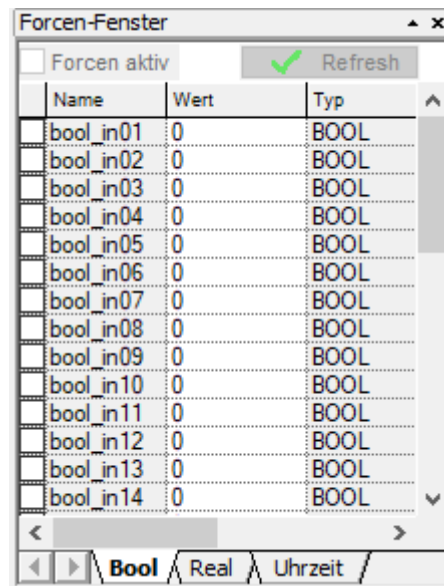 Forcen-Fenster
Forcen aktiv Refresh
Name Wert Typ
bool_in01 0 BOOL
bool_in02 0 BOOL
bool_in03 0 BOOL
bool_in04 0 BOOL
bool_in05 0 BOOL
bool_in06 0 BOOL
bool_in07 0 BOOL
bool_in08 0 BOOL
bool_in09 0 BOOL
bool_in10 0 BOOL
bool_in11 0 BOOL
bool_in12 0 BOOL
bool_in13 0 BOOL
bool_in14 0 BOOL
Bool Real Uhrzeit